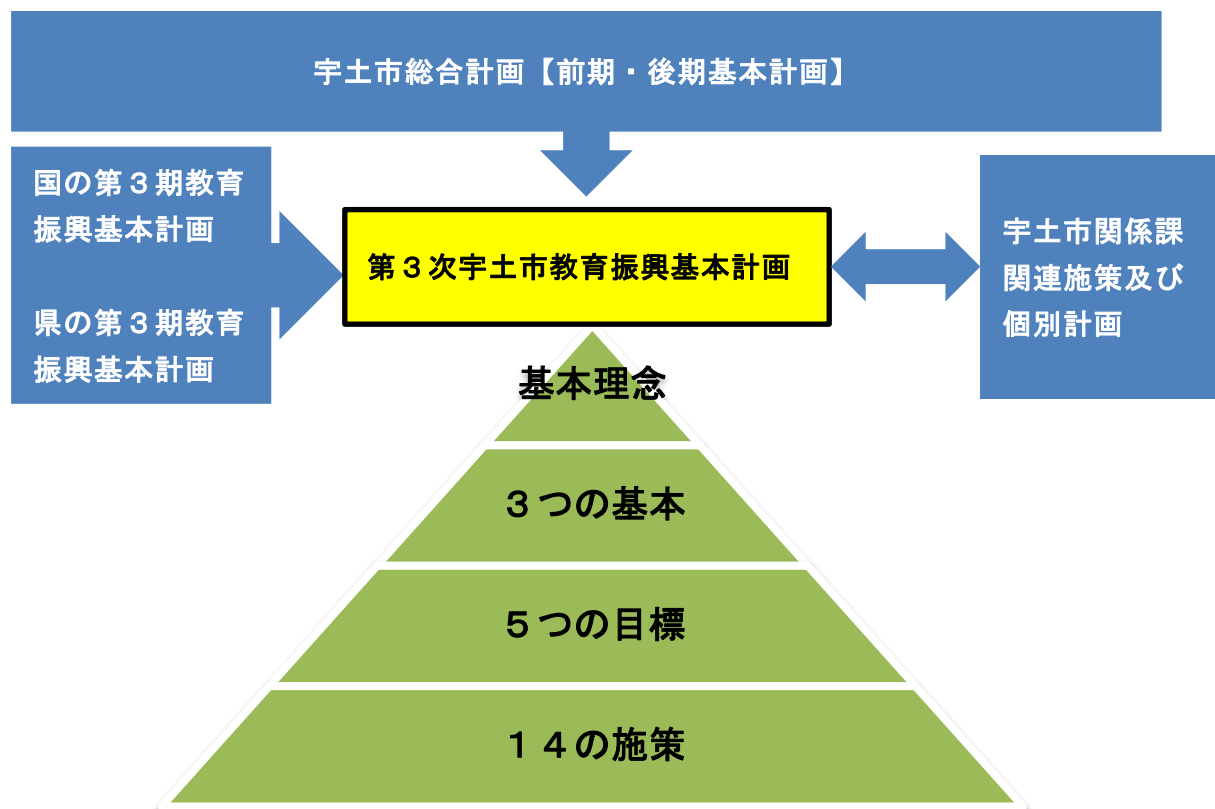 宇土市総合計画【前期・後期基本計画】
国の第３期教育
振興基本計画
県の第３期教育
振興基本計画
第３次宇土市教育振興基本計画
宇土市関係課
関連施策及び
個別計画
基本理念
３つの基本
５つの目標
１４の施策